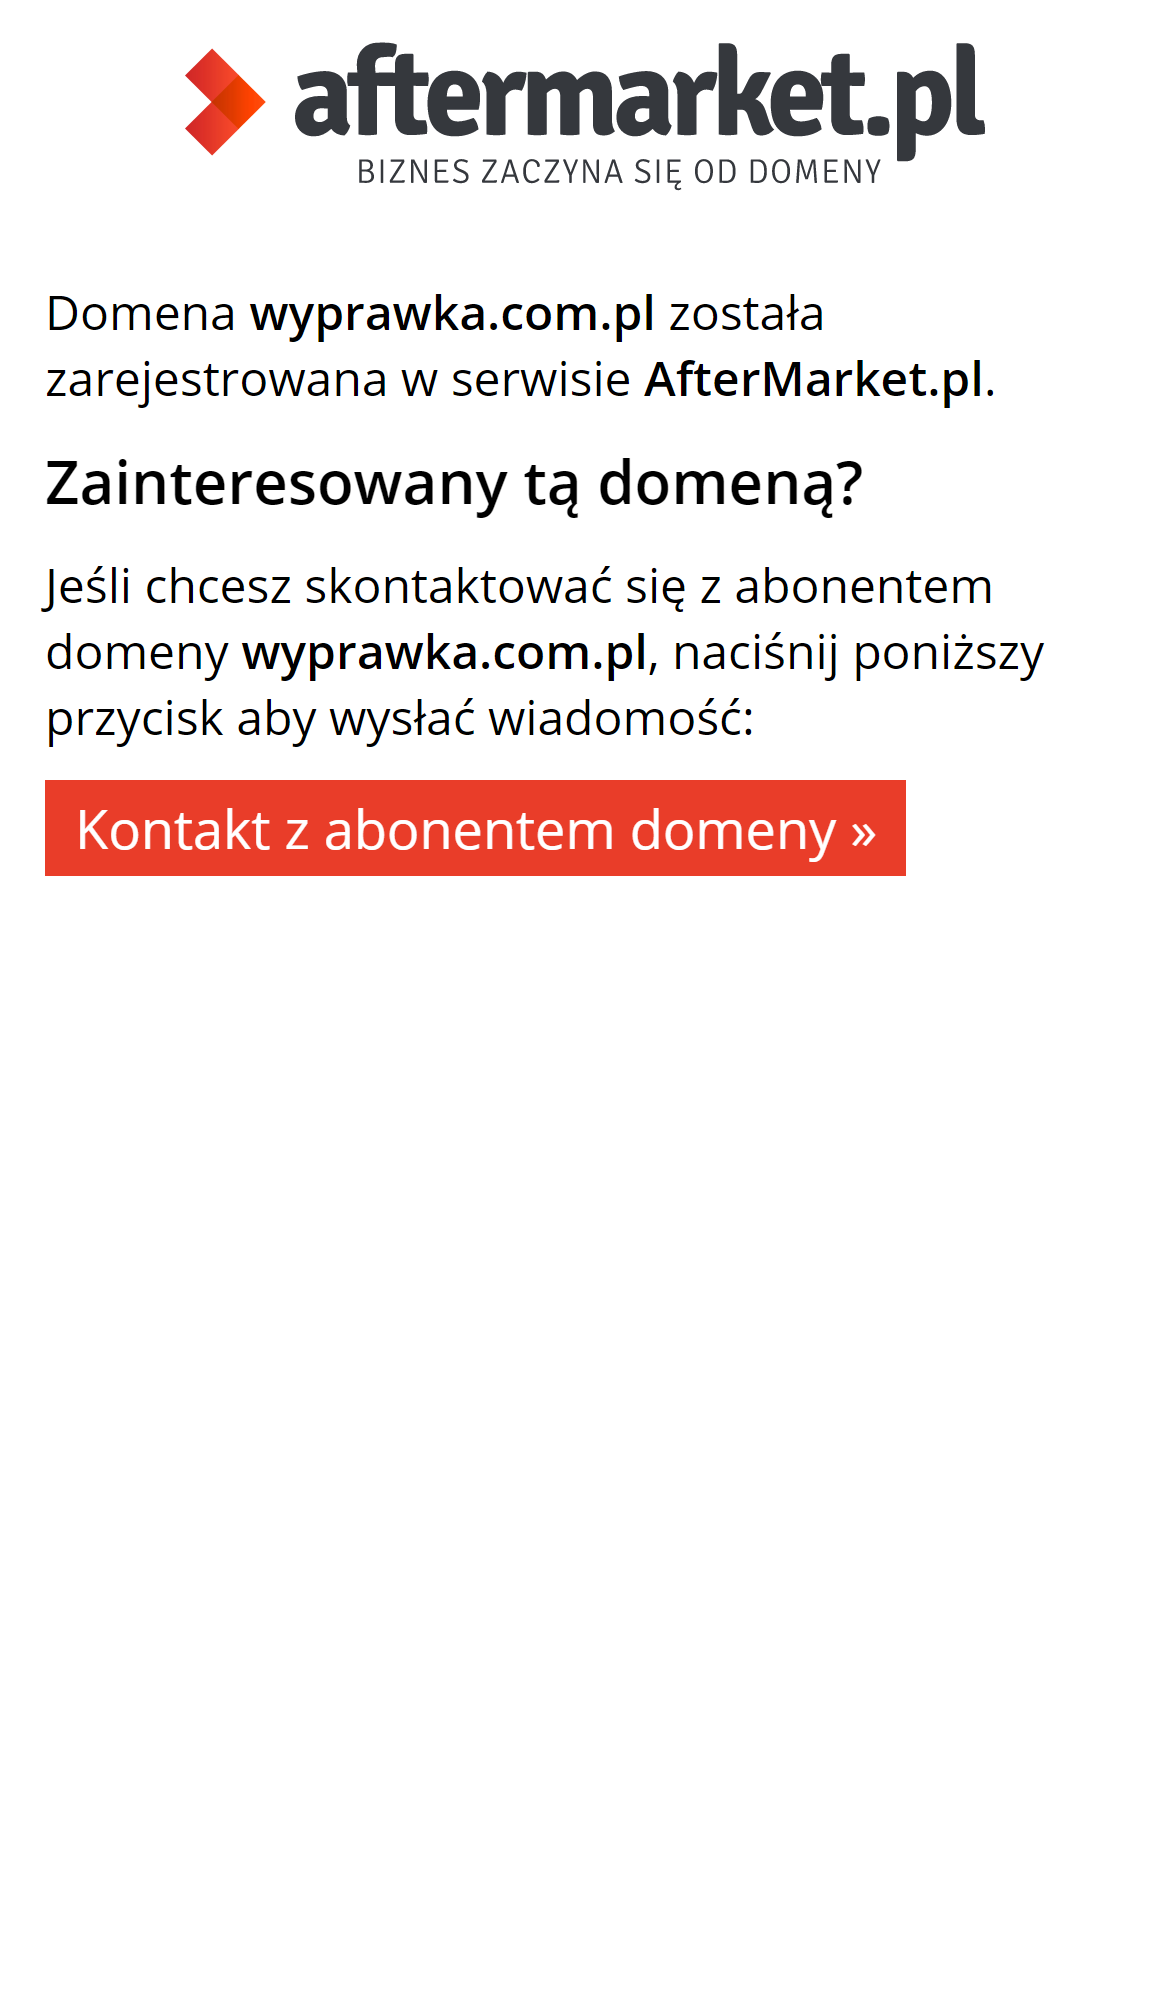 aftermarket.pl
BIZNES ZACZYNA SIĘ OD DOMENY
Domena wyprawka.com.pl została
zarejestrowana w serwisie AfterMarket.pl.
Zainteresowany tą domeną?
Jeśli chcesz skontaktować się z abonentem
domeny wyprawka.com.pl, naciśnij poniższy
przycisk aby wysłać wiadomość:
Kontakt z abonentem domeny »